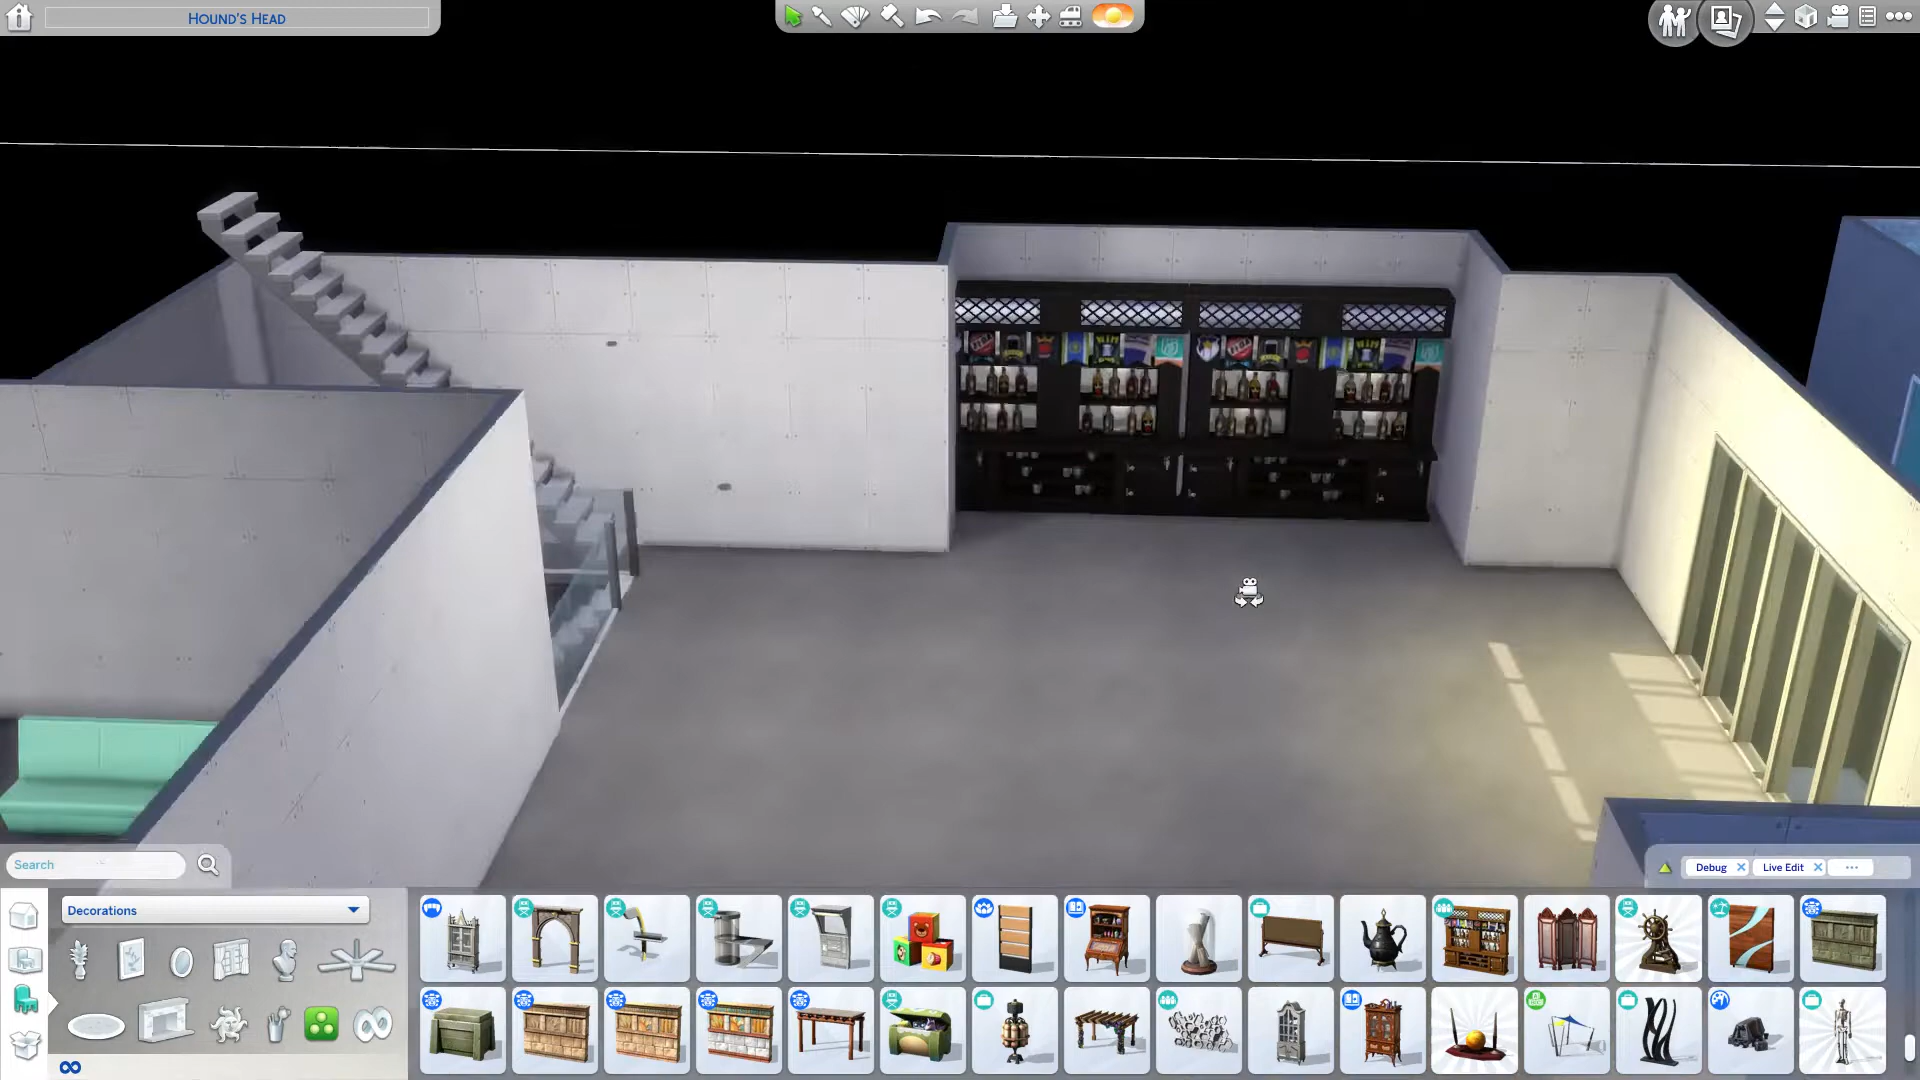 HOUND'S HEAD
Search
Debug
Live Edit
Decorations